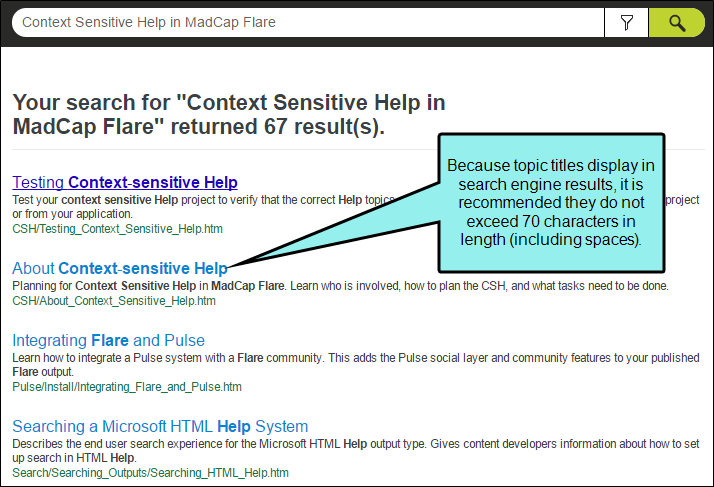 Context Sensitive Help in MadCap Flare
Your search for "Context Sensitive Help in
MadCap Flare" returned 67 result(s).
Because topic titles display in
search engine results, it is
recommended they do not
exceed 70 characters in
length (including spaces).
Testing Context-sensitive Help
Test your context sensitive Help project to verify that the correct Help topics project
or from your application.
CSH/Testing_Context_Sensitive_Help.htm
About Context-sensitive Help
Planning for Context Sensitive Help in MadCap Flare. Learn who is involved, how to plan the CSH, and what tasks need to be done.
CSH/About_Context_Sensitive_Help.htm
Integrating Flare and Pulse
Learn how to integrate a Pulse system with a Flare community. This adds the Pulse social layer and community features to your published
Flare output.
Pulse/Install/Integrating_Flare_and_Pulse.htm
Searching a Microsoft HTML Help System
Describes the end user search experience for the Microsoft HTML Help output type. Gives content developers information about how to set
up search in HTML Help.
Search/Searching_Outputs/Searching_HTML_Help.htm